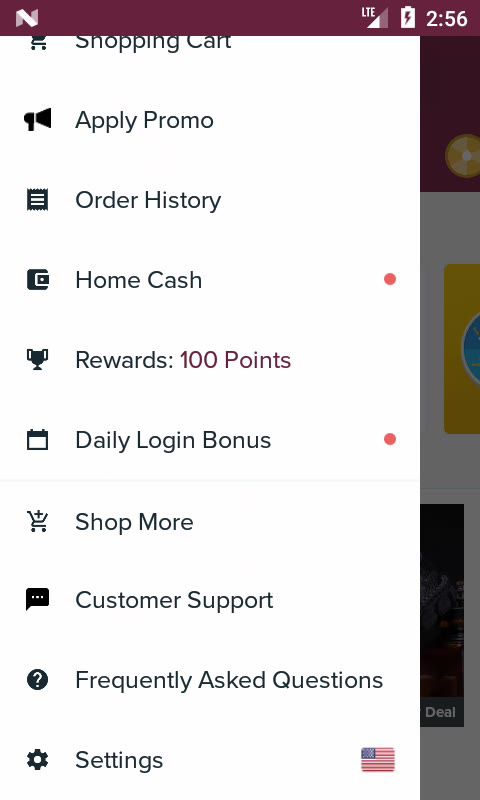 LTE 2:56
Shopping Cart
Apply Promo
Order History
Home Cash
Rewards: 100 Points
Daily Login Bonus
Shop More
Customer Support
Deal
Frequently Asked Questions
Settings